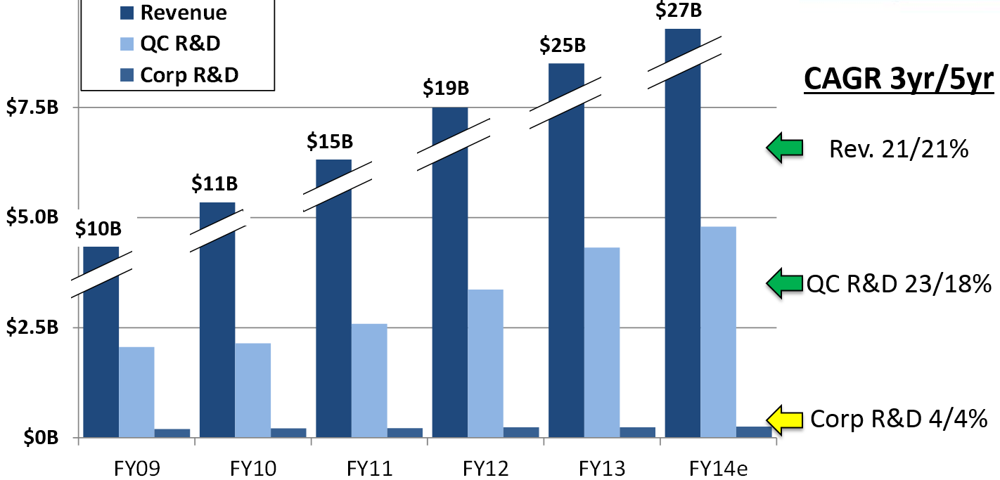 Revenue
QC R&D
Corp R&D
$27B
$25B
$19B
$15B
$11B
$10B
$7.5B
$5.0B
$2.5B
$0B
FY09
FY10
FY11
FY12
FY13
FY14e
CAGR 3yr/5yr
Rev. 21/21%
QC R&D 23/18%
Corp R&D 4/4%